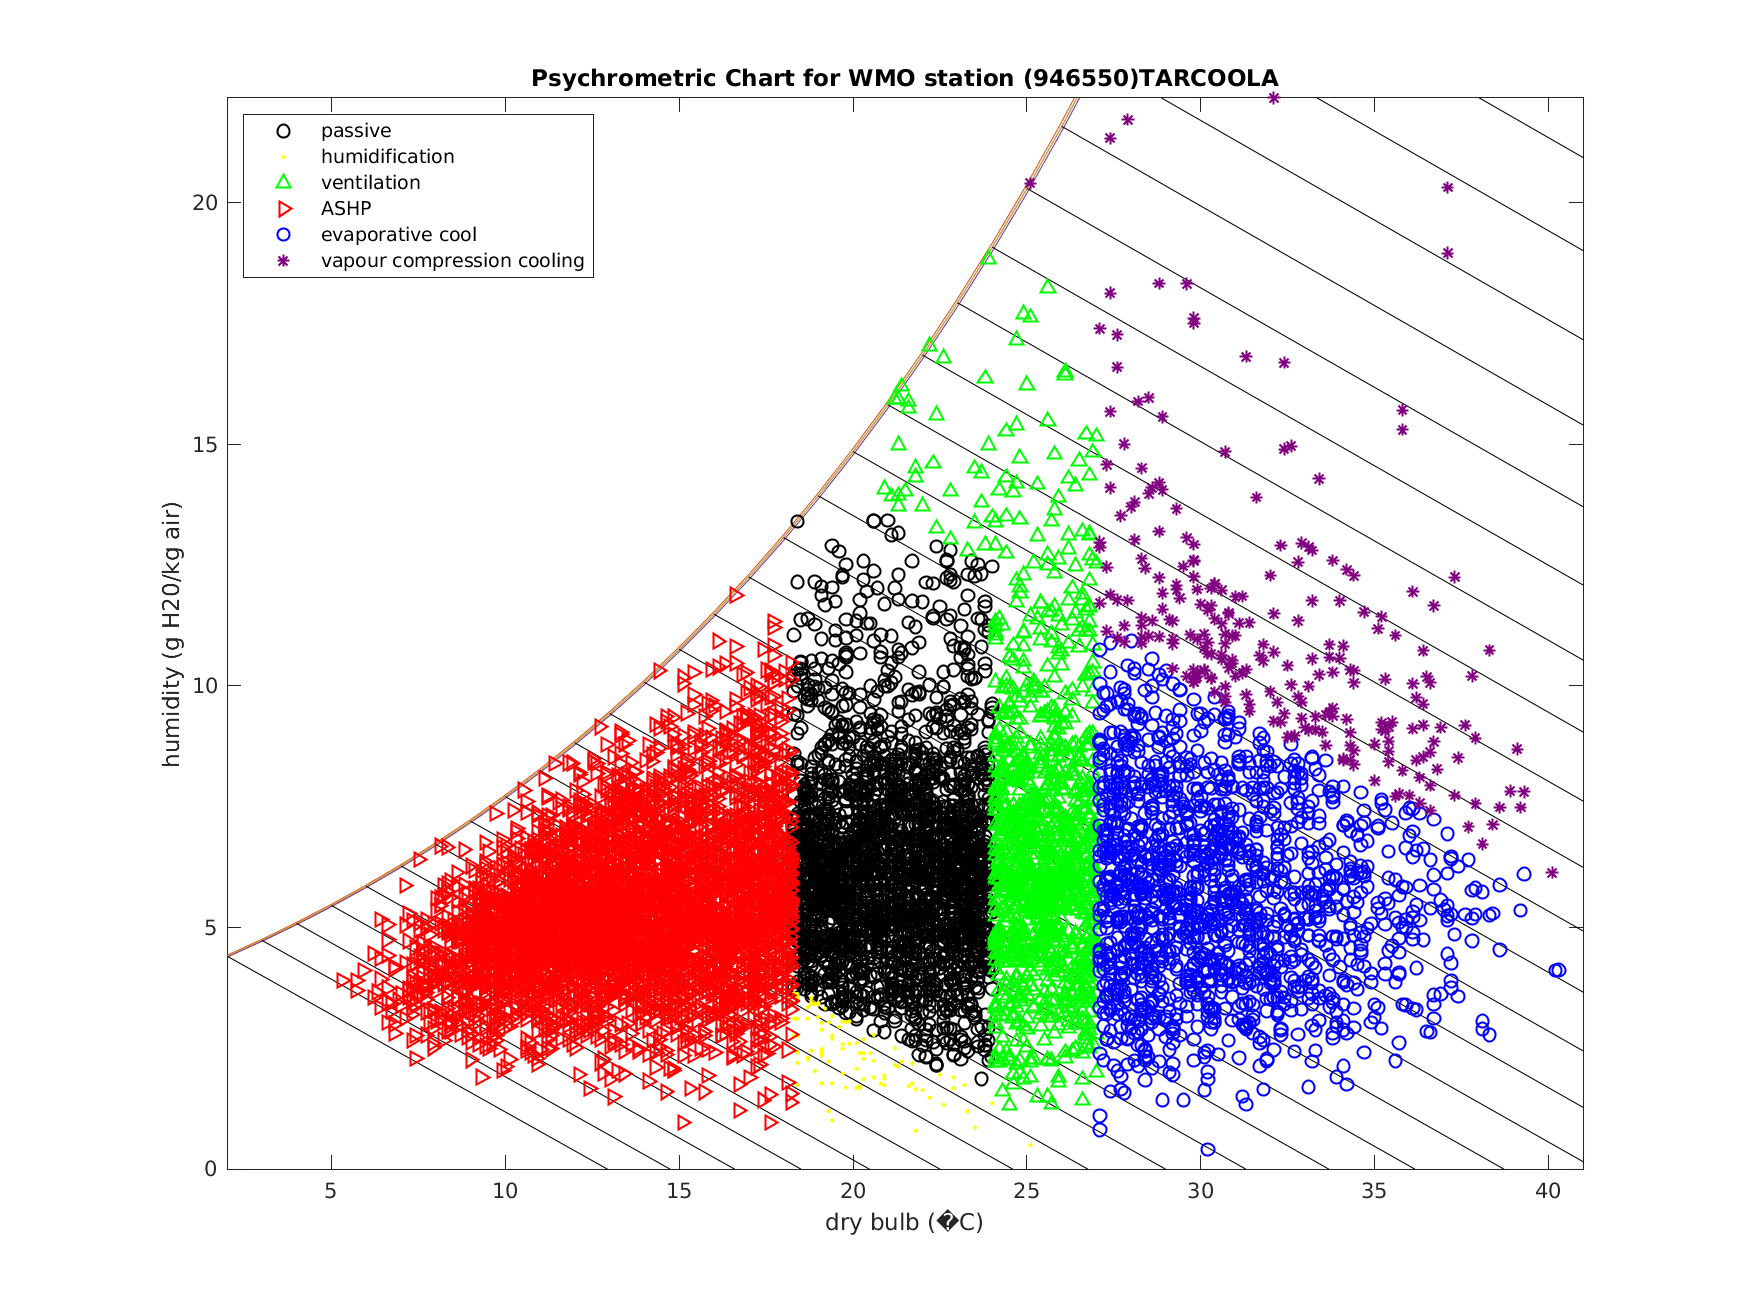 Psychrometric Chart for WMO station (946550)TARCOOLA
passive
humidification
ventilation
ASHP
evaporative cool
vapour compression cooling
humidity (g H20/kg air)
20
15
10
5
0
5 10 15 20 25 30 35 40
dry bulb (�C)